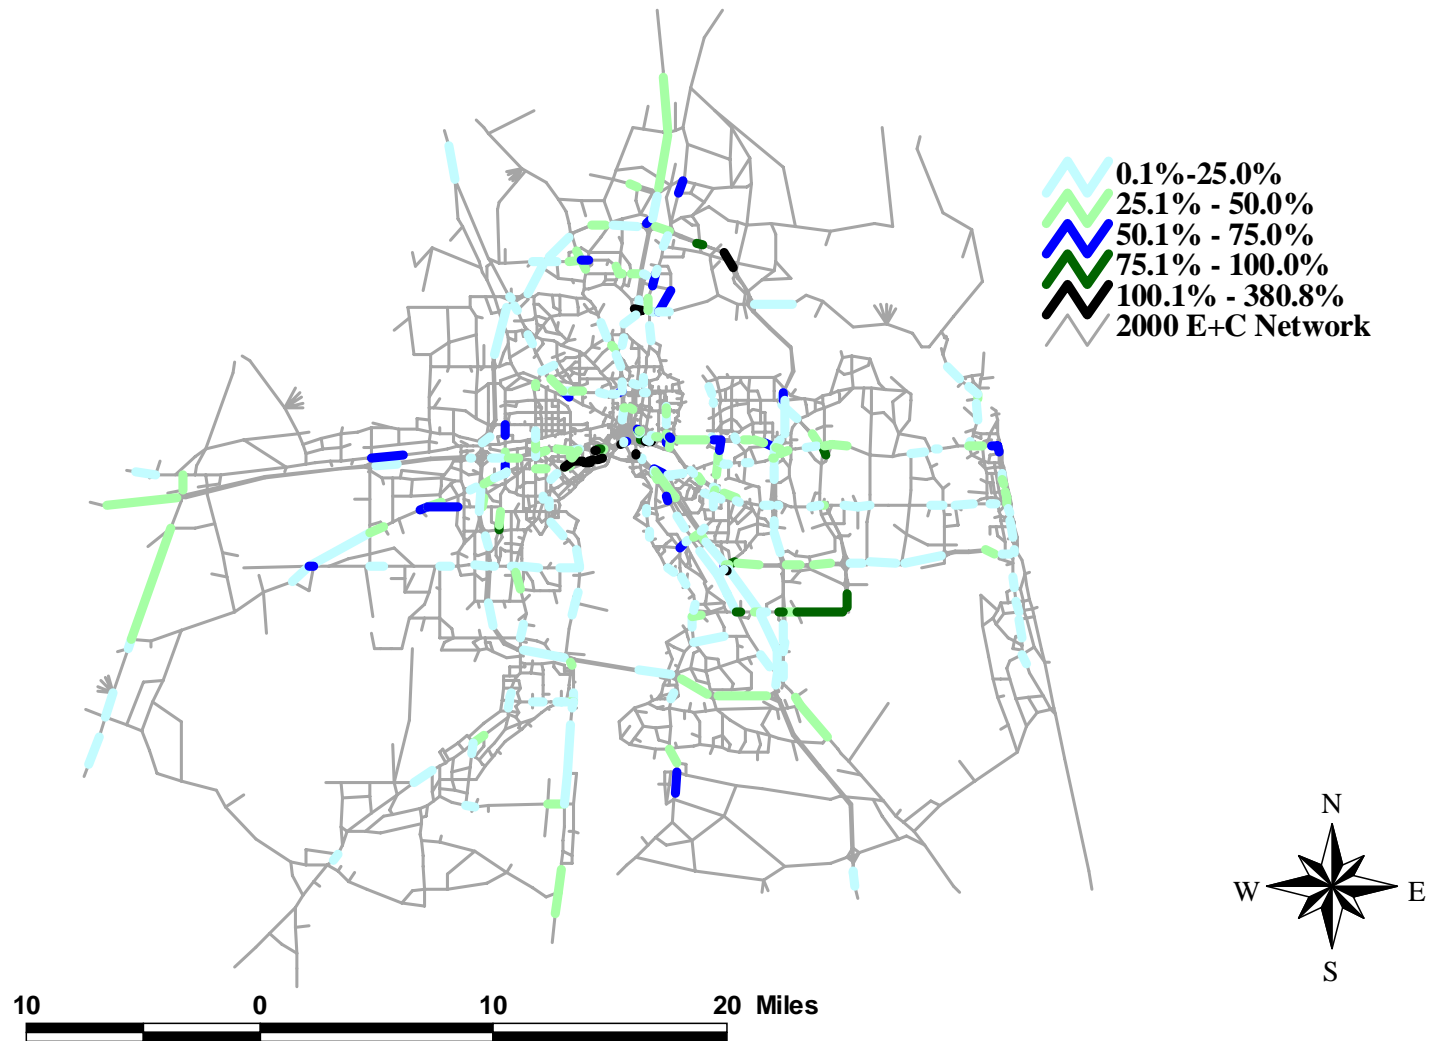 0.1%-25.0%
25.1% - 50.0%
50.1% - 75.0%
75.1% - 100.0%
100.1% - 380.8%
2000 E+C Network
N
W E
S
10 0 10 20 Miles